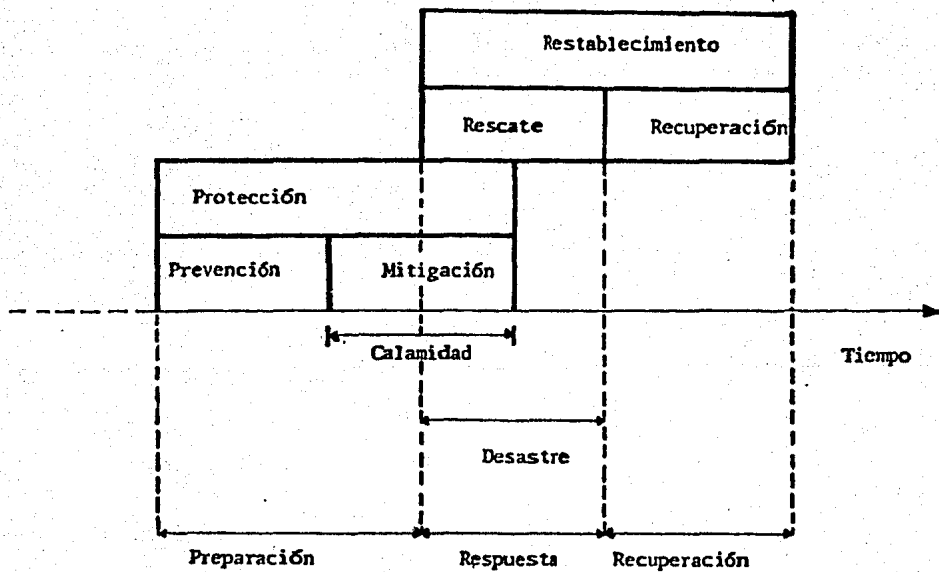 Restablecimiento
Rescate Recuperación
Protección
Prevención Mitigación
Calamidad
Tiempo
Desastre
Preparación Respuesta Recuperación